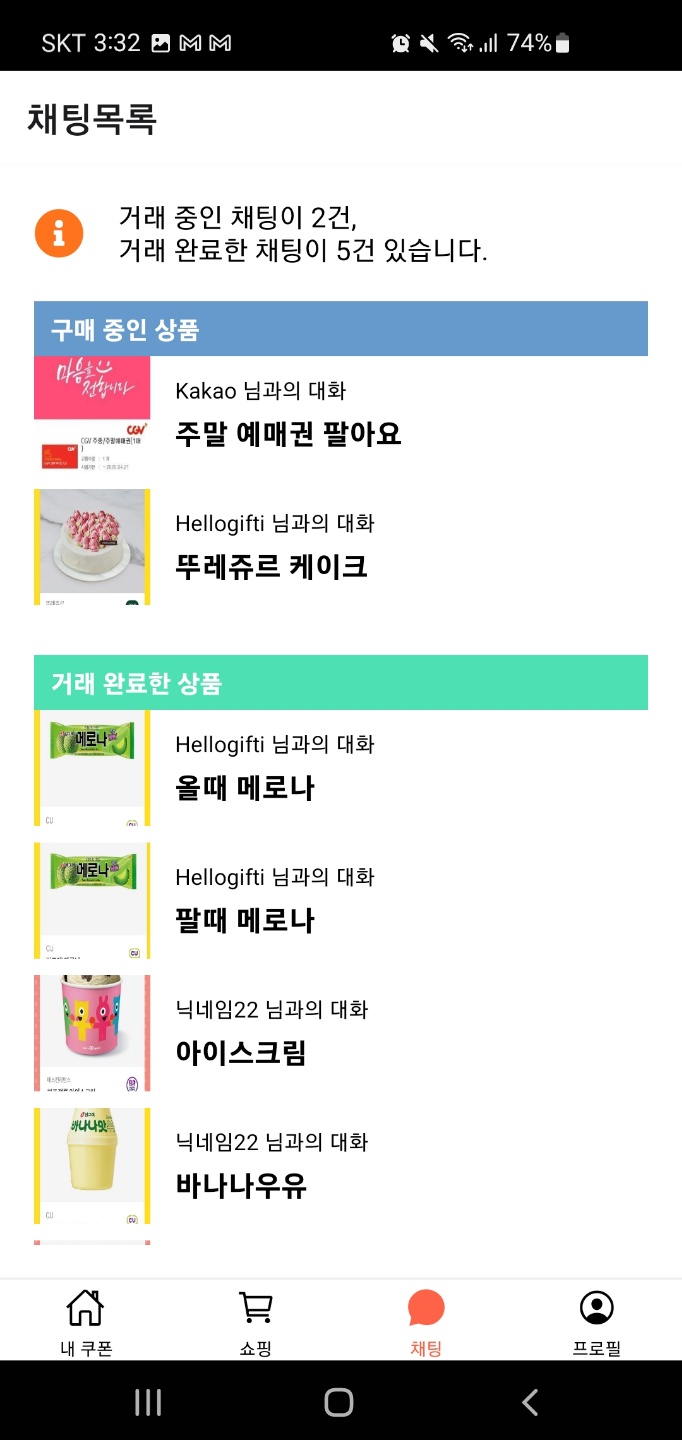 SKT 3:32 74%
채팅목록
거래 중인 채팅이 2건,
거래 완료한 채팅이 5건 있습니다.
구매 중인 상품
마음을
전합니다
CGV
CGV 주중/주말예매권(1매
)
Kakao 님과의 대화
주말 예매권 팔아요
Hellogifti 님과의 대화
뚜레쥬르 케이크
거래 완료한 상품
메로나
CU
Hellogifti 님과의 대화
올때 메로나
메로나
CU
CU
Hellogifti 님과의 대화
팔때 메로나
닉네임22 님과의 대화
아이스크림
바나나맛
CU
CU
닉네임22 님과의 대화
바나나우유
내 쿠폰
쇼핑
채팅
프로필